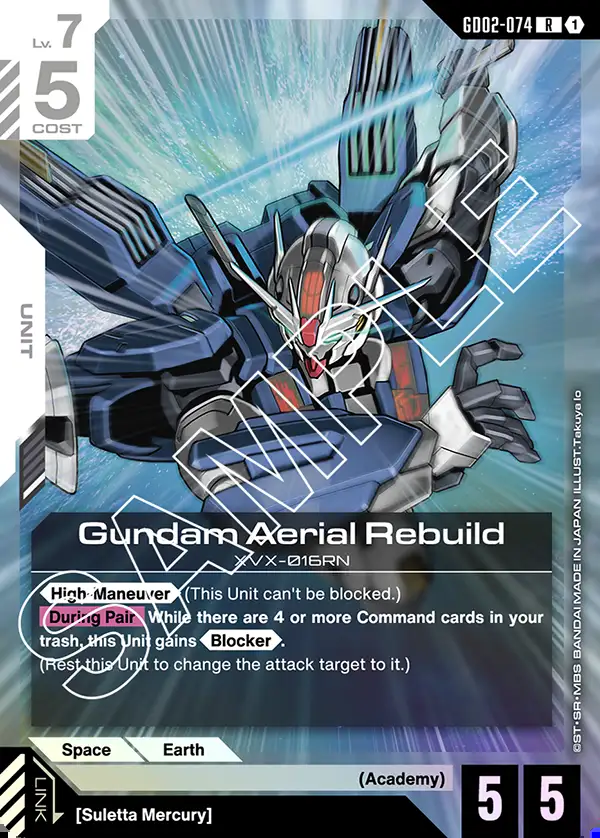 GD02-074 R 1
Lv. 7
5
COST
UNIT
SAMPLE
Gundam Aerial Rebuild
XVX-016RN
High-Maneuver (This Unit can't be blocked.)
During Pair While there are 4 or more Command cards in your
trash, this Unit gains Blocker.
(Rest this Unit to change the attack target to it.)
©ST•SR•MBS BANDAI MADE IN JAPAN ILLUST.Takuya Io
Space Earth
(Academy)
LINK
[Suletta Mercury]
5 5